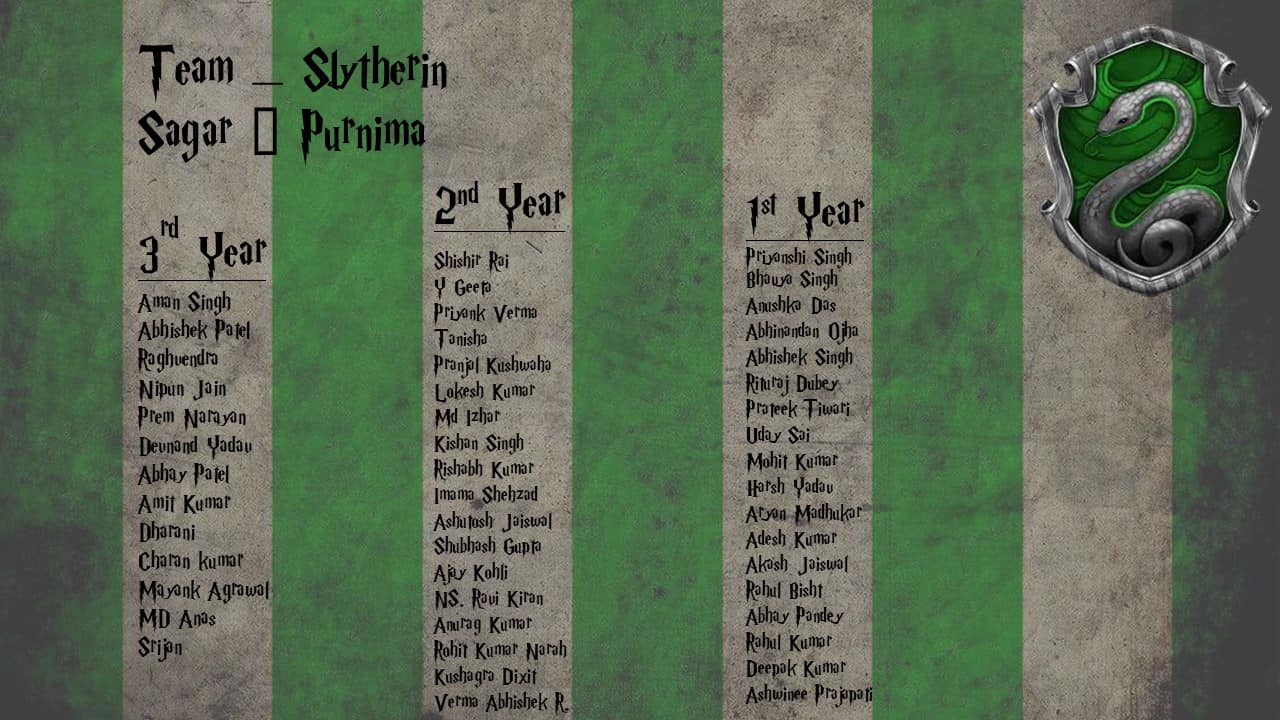 Team _ Slytherin
Sagar Purnima
3rd Year
Aman Singh
Abhishek Patel
Raghvendra
Nipun Jain
Prem Narayan
Devnand Yadav
Abhay Patel
Amit Kumar
Dharani
Charan kumar
Mayank Agrawal
MD Anas
Srijan
2nd Year
Shishir Rai
Y Geeta
Priyank Verma
Tanisha
Pranjal Kushwaha
Lokesh Kumar
Md Izhar
Kishan Singh
Rishabh Kumar
Imama Shehzad
Ashutosh Jaiswal
Shubhash Gupta
Ajay Kohli
NS. Ravi Kiran
Anurag Kumar
Rohit Kumar Narah
Kushagra Dixit
Verma Abhishek R.
1st Year
Priyanshi Singh
Bhavya Singh
Anushka Das
Abhinandan Ojha
Abhishek Singh
Rituraj Dubey
Prateek Tiwari
Uday Sai
Mohit Kumar
Harsh Yadav
Aryan Madhukar
Adesh Kumar
Akash Jaiswal
Rahul Bisht
Abhay Pandey
Rahul Kumar
Deepak Kumar
Ashwinee Prajapati